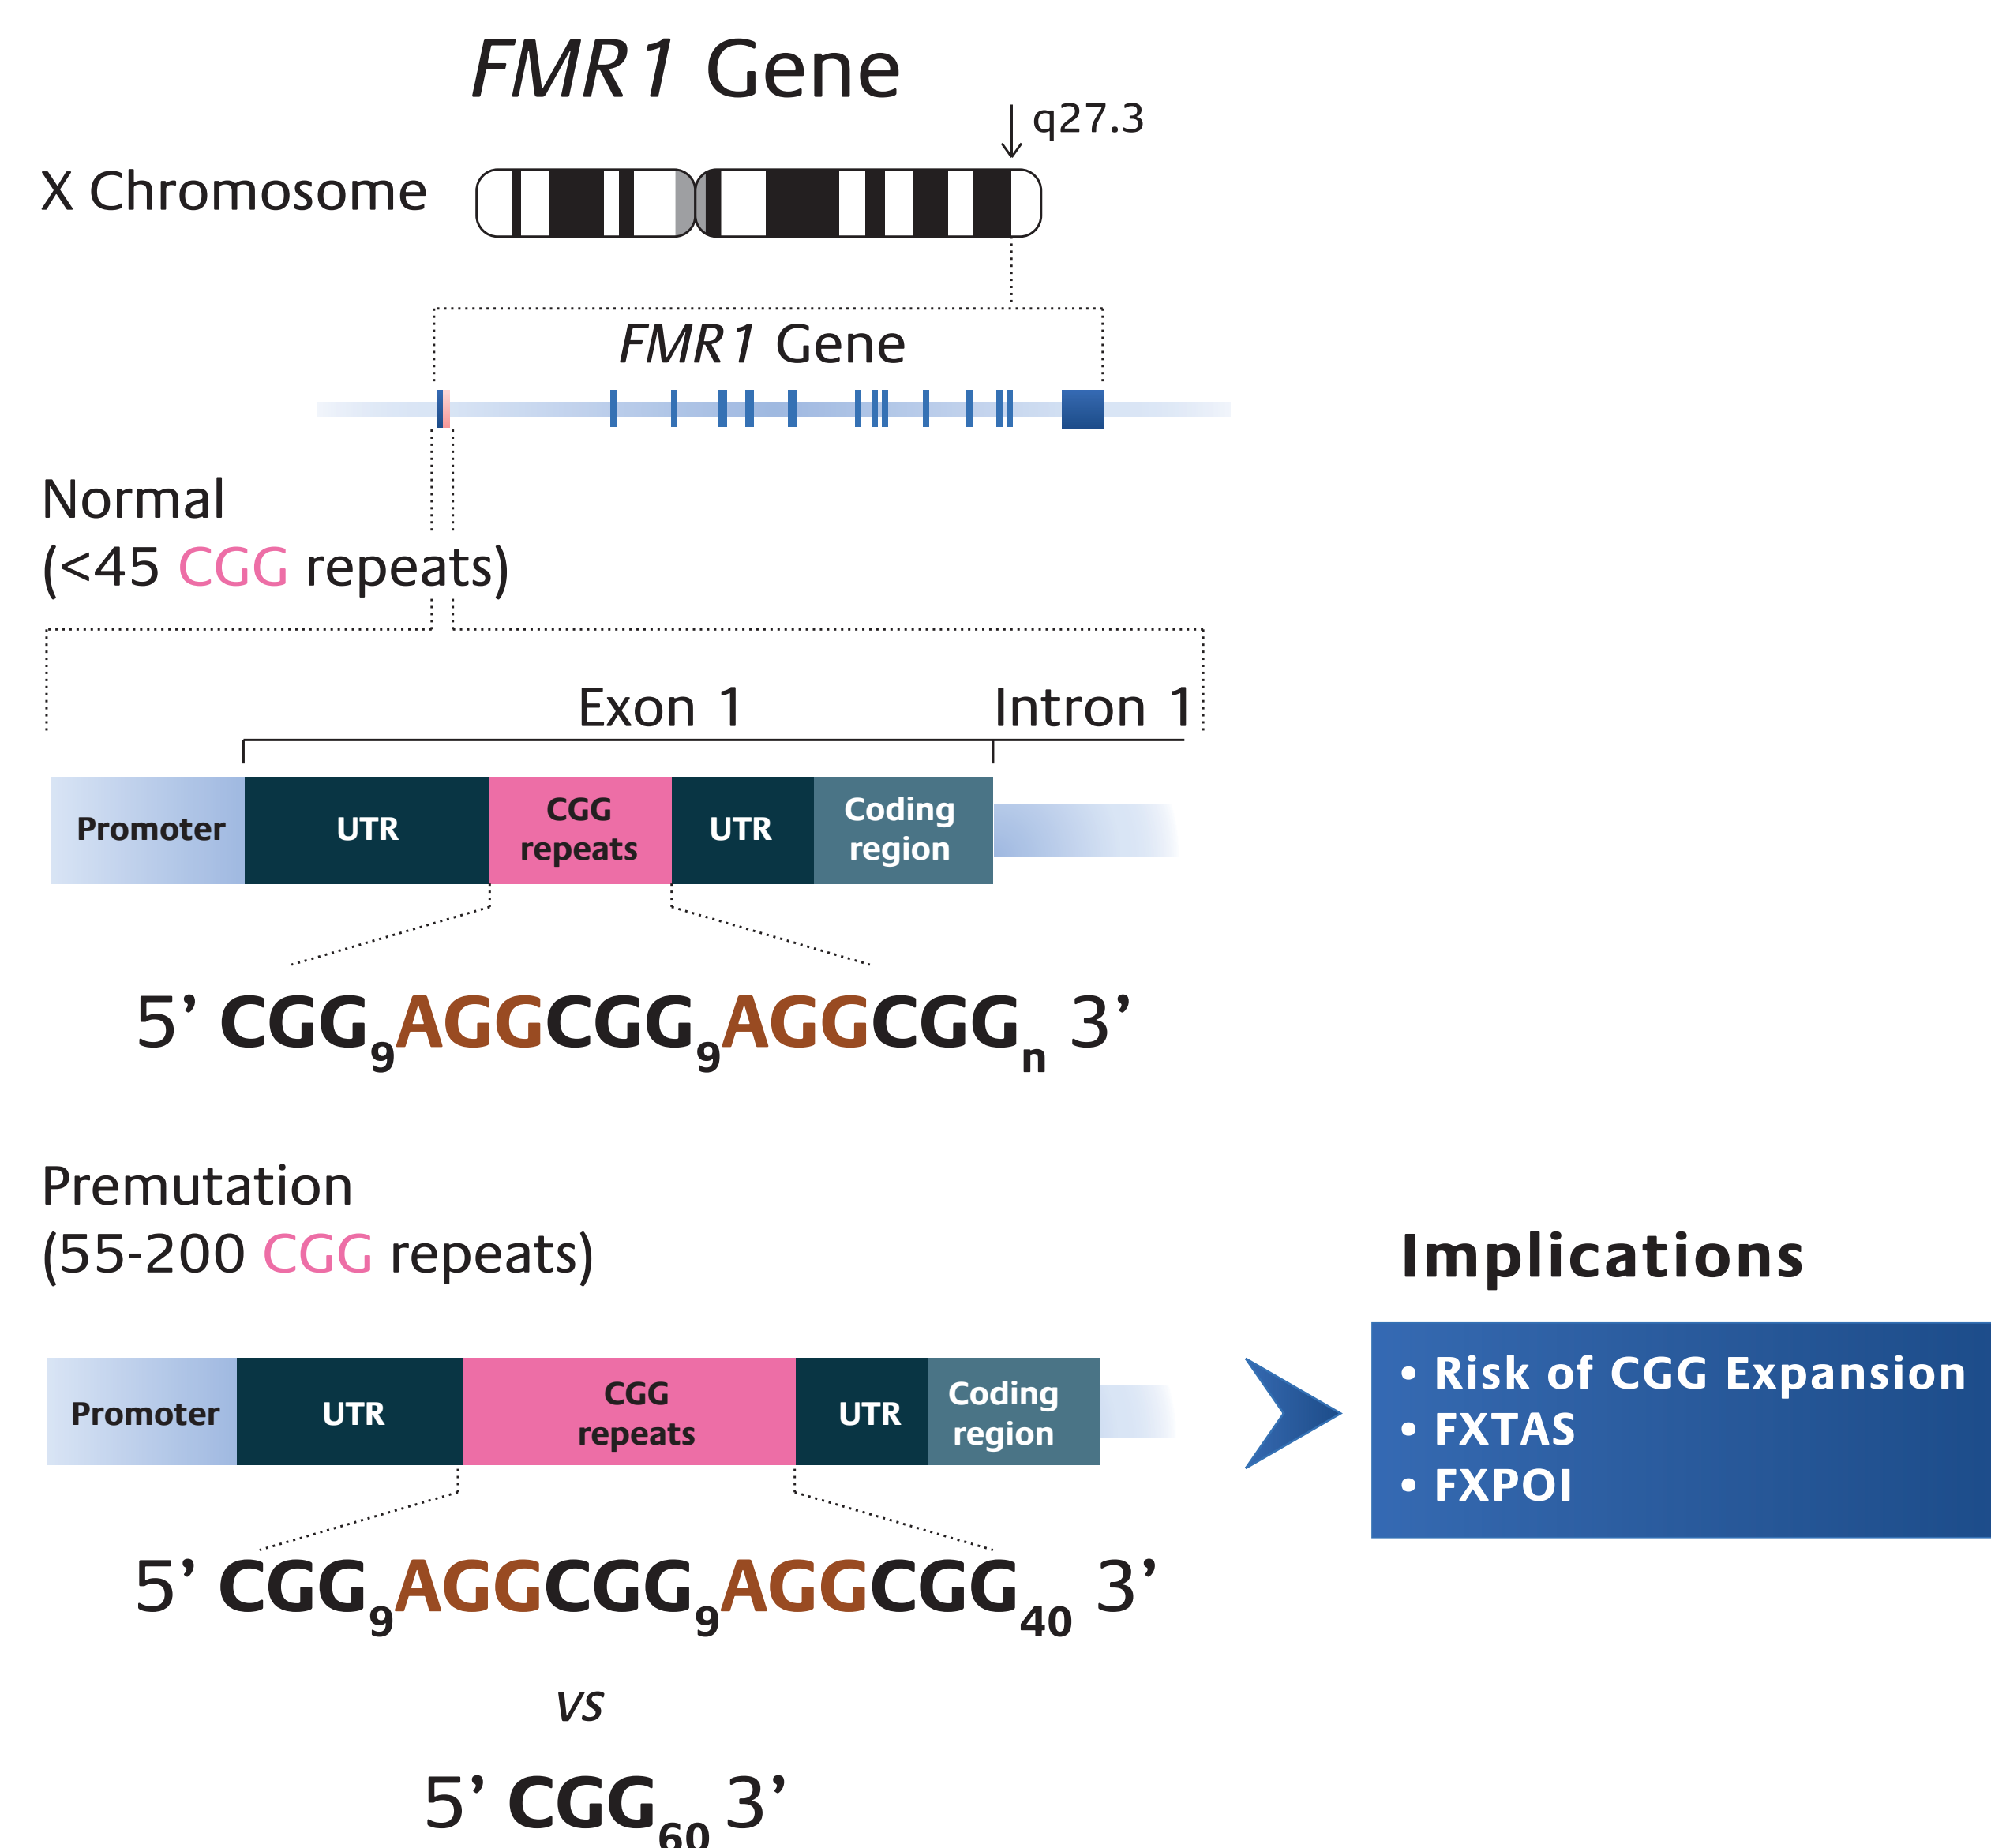 FMR1 Gene
q27.3
X Chromosome
FMR1 Gene
Normal
(<45 CGG repeats)
Exon 1
Intron 1
Promoter
UTR
CGG
repeats
UTR
Coding
region
5’ CGG9AGGCGG9AGGCGGn 3’
Premutation
(55-200 CGG repeats)
Implications
Promoter
UTR
CGG
repeats
UTR
Coding
region
• Risk of CGG Expansion
• FXTAS
• FXPOI
5’ CGG9AGGCGG9AGGCGG40 3’
vs
5’ CGG60 3’